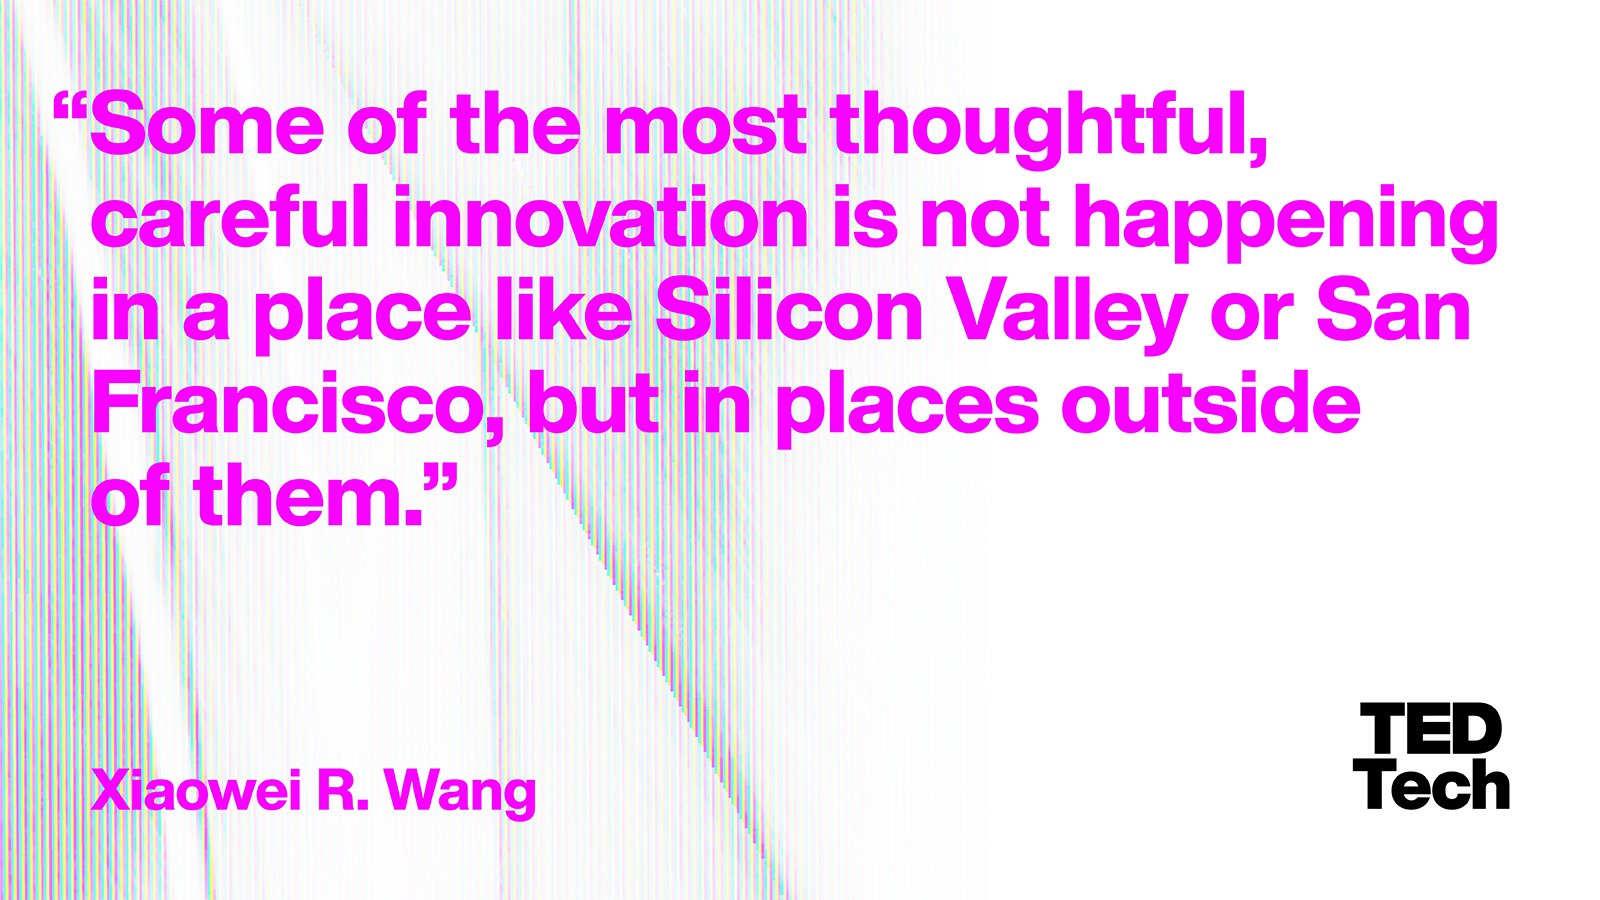 “Some of the most thoughtful,
careful innovation is not happening
in a place like Silicon Valley or San
Francisco, but in places outside
of them.”
Xiaowei R. Wang
TED
Tech